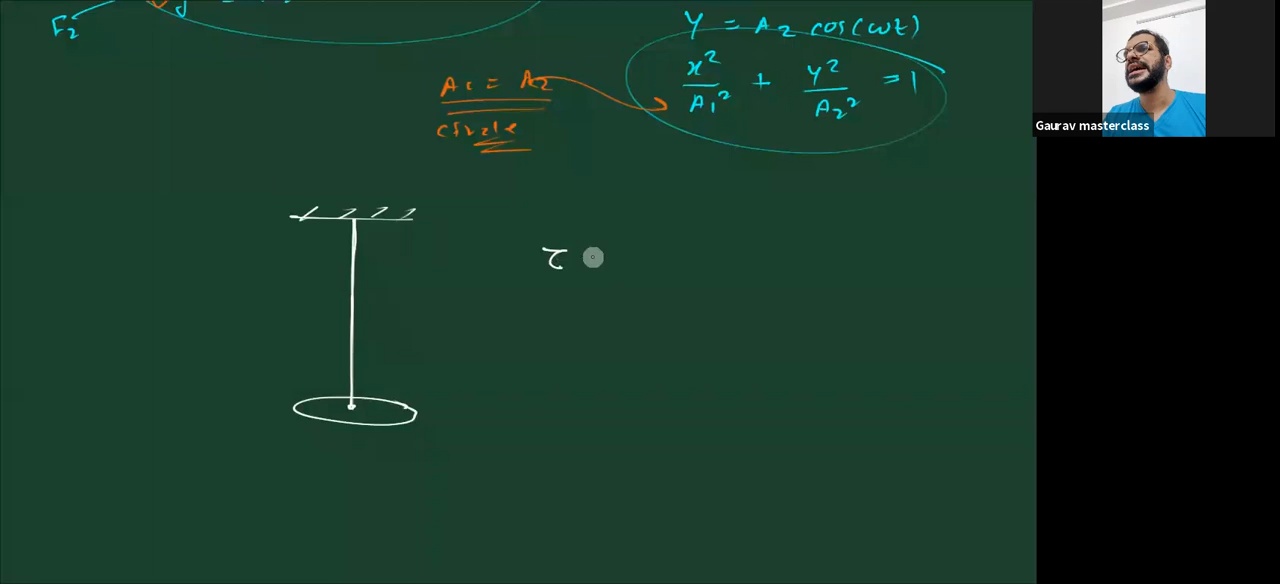 F₂
Y = A₂ cos(ωt)
x²/A₁² + y²/A₂² = 1
A₁ = A₂
circle
τ
Gaurav masterclass